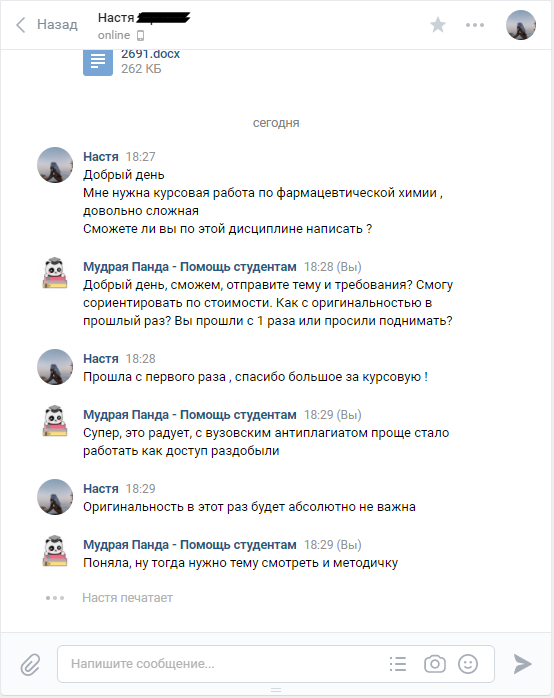 Назад
Настя
online
2691.docx
262 КБ
сегодня
Настя 18:27
Добрый день
Мне нужна курсовая работа по фармацевтической химии ,
довольно сложная
Сможете ли вы по этой дисциплине написать ?
Мудрая Панда - Помощь студентам 18:28 (Вы)
Добрый день, сможем, отправите тему и требования? Смогу
сориентировать по стоимости. Как с оригинальностью в
прошлый раз? Вы прошли с 1 раза или просили поднимать?
Настя 18:28
Прошла с первого раза , спасибо большое за курсовую !
Мудрая Панда - Помощь студентам 18:29 (Вы)
Супер, это радует, с вузовским антиплагиатом проще стало
работать как доступ раздобыли
Настя 18:29
Оригинальность в этот раз будет абсолютно не важна
Мудрая Панда - Помощь студентам 18:29 (Вы)
Поняла, ну тогда нужно тему смотреть и методичку
Настя печатает
Напишите сообщение...